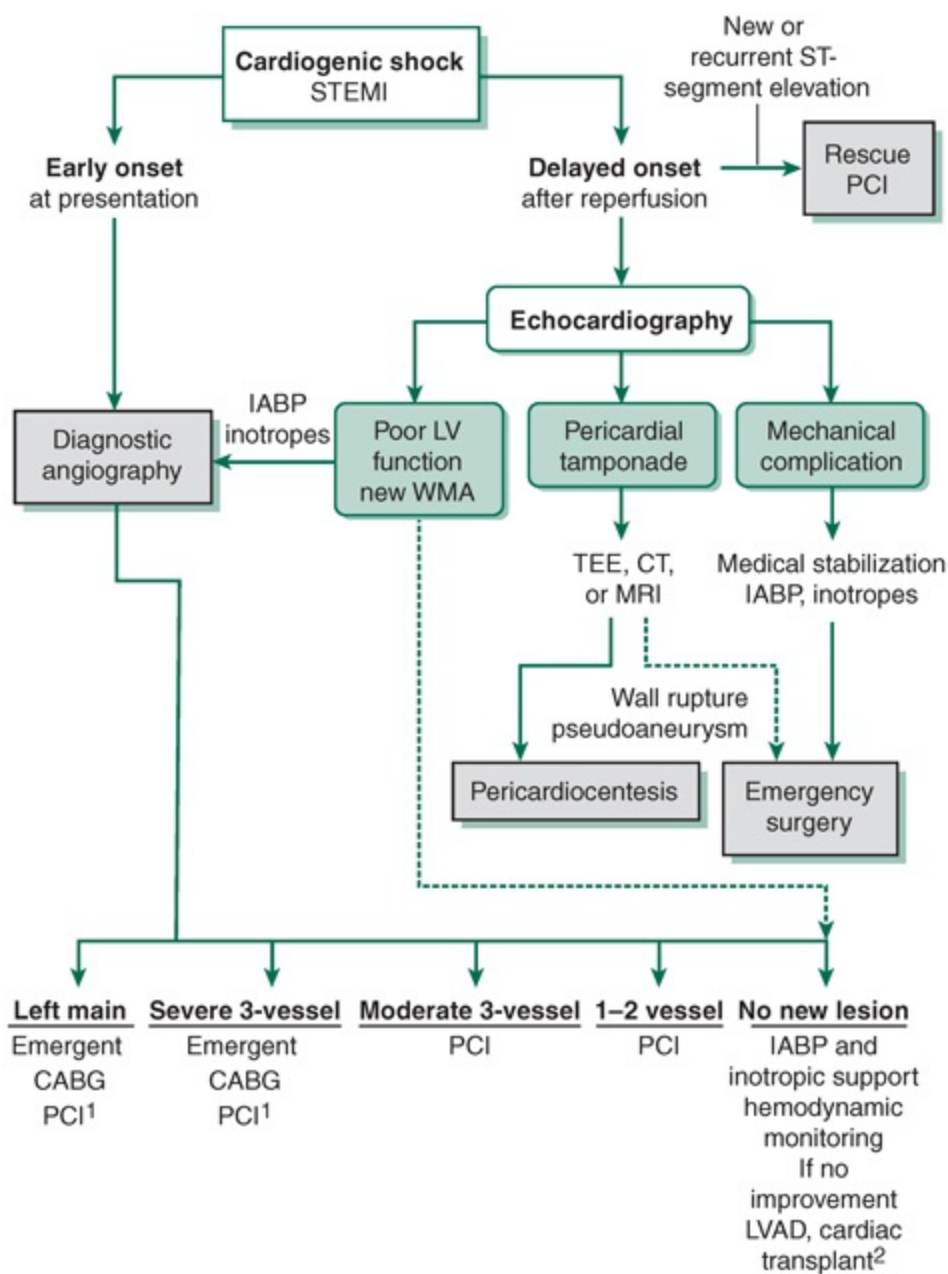 Cardiogenic shock
STEMI
New or
recurrent ST-
segment elevation
Early onset
at presentation
Delayed onset
after reperfusion
Rescue
PCI
Echocardiography
Diagnostic
angiography
IABP
inotropes
Poor LV
function
new WMA
Pericardial
tamponade
Mechanical
complication
TEE, CT,
or MRI
Medical stabilization
IABP, inotropes
Wall rupture
pseudoaneurysm
Pericardiocentesis
Emergency
surgery
Left main
Emergent
CABG
PCI1
Severe 3-vessel
Emergent
CABG
PCI1
Moderate 3-vessel
PCI
1–2 vessel
PCI
No new lesion
IABP and
inotropic support
hemodynamic
monitoring
If no
improvement
LVAD, cardiac
transplant2